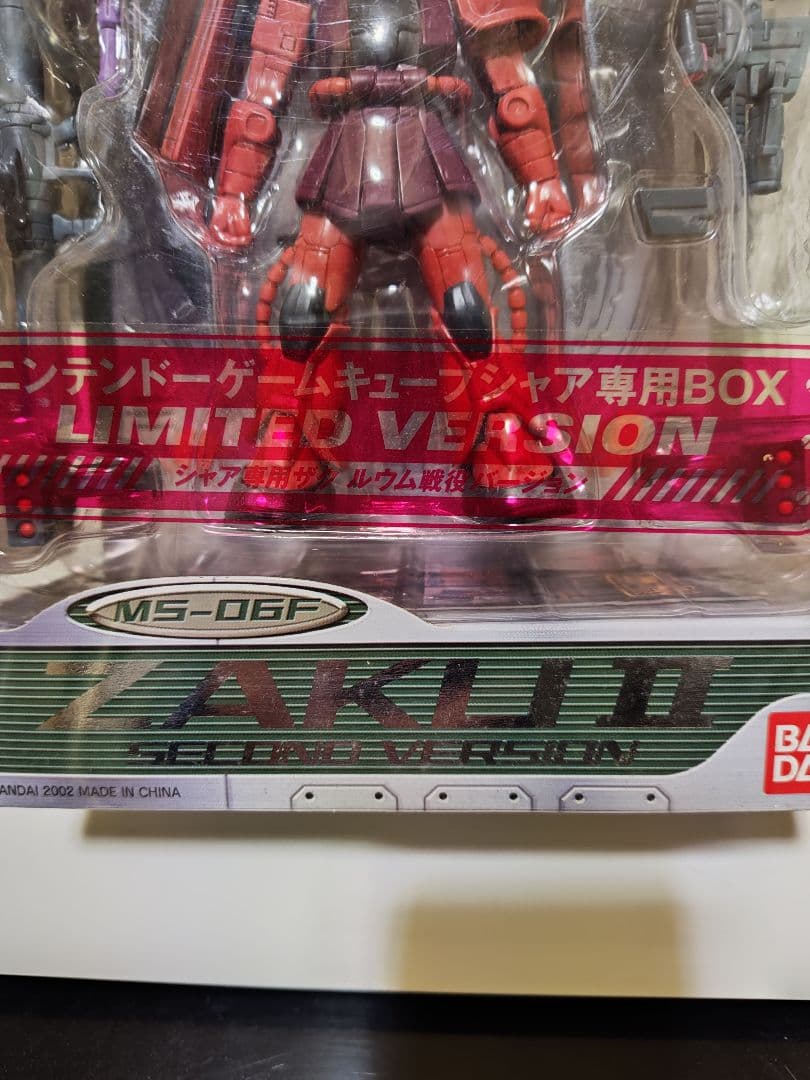 ニンテンドーゲームキューブシャア専用BOX
LIMITED VERSION
シャア専用ザク ルウム戦役バージョン
MS-06F
ZAKU II
SECOND VERSION
BA
DA
ANDAI 2002 MADE IN CHINA